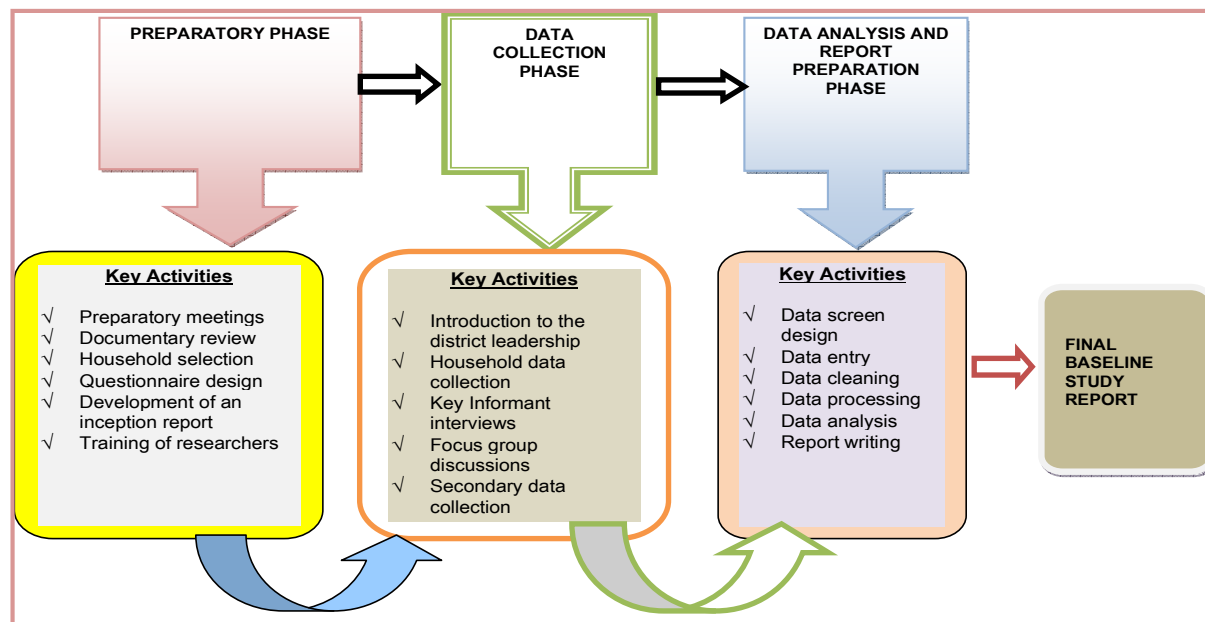 PREPARATORY PHASE
DATA
COLLECTION
PHASE
DATA ANALYSIS AND
REPORT
PREPARATION
PHASE
Key Activities
√ Preparatory meetings
√ Documentary review
√ Household selection
√ Questionnaire design
√ Development of an
inception report
√ Training of researchers
Key Activities
√ Introduction to the
district leadership
√ Household data
collection
√ Key Informant
interviews
√ Focus group
discussions
√ Secondary data
collection
Key Activities
√ Data screen
design
√ Data entry
√ Data cleaning
√ Data processing
√ Data analysis
√ Report writing
FINAL
BASELINE
STUDY
REPORT